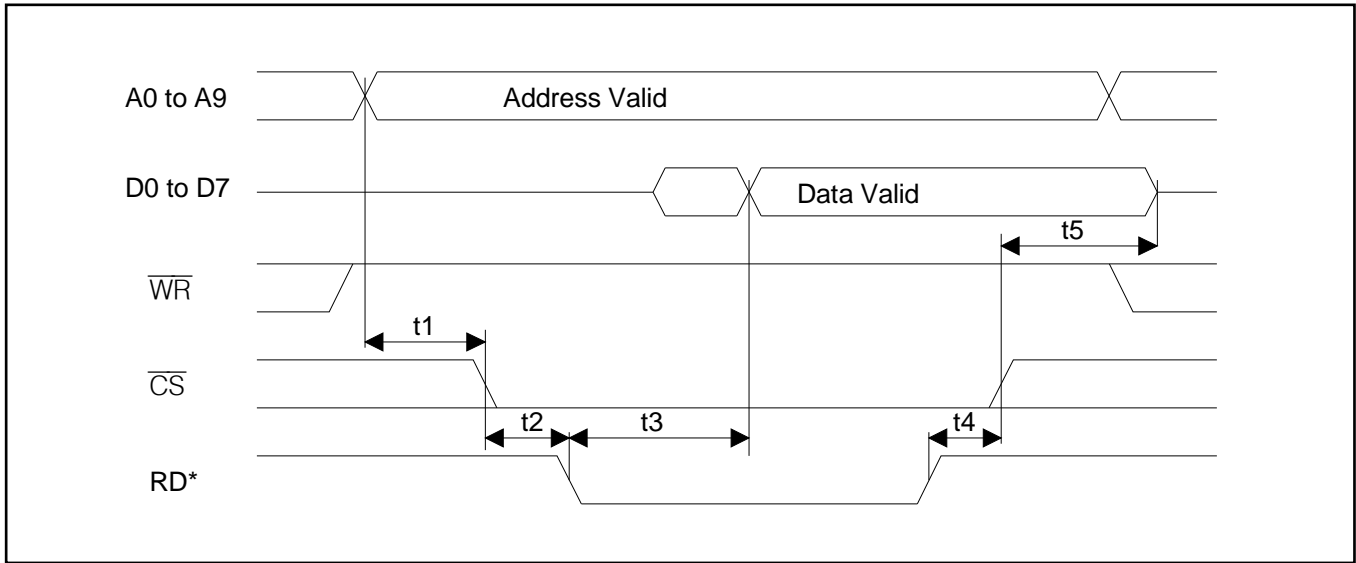 A0 to A9
Address Valid
D0 to D7
Data Valid
t5
WR
t1
CS
t2
t3
t4
RD*